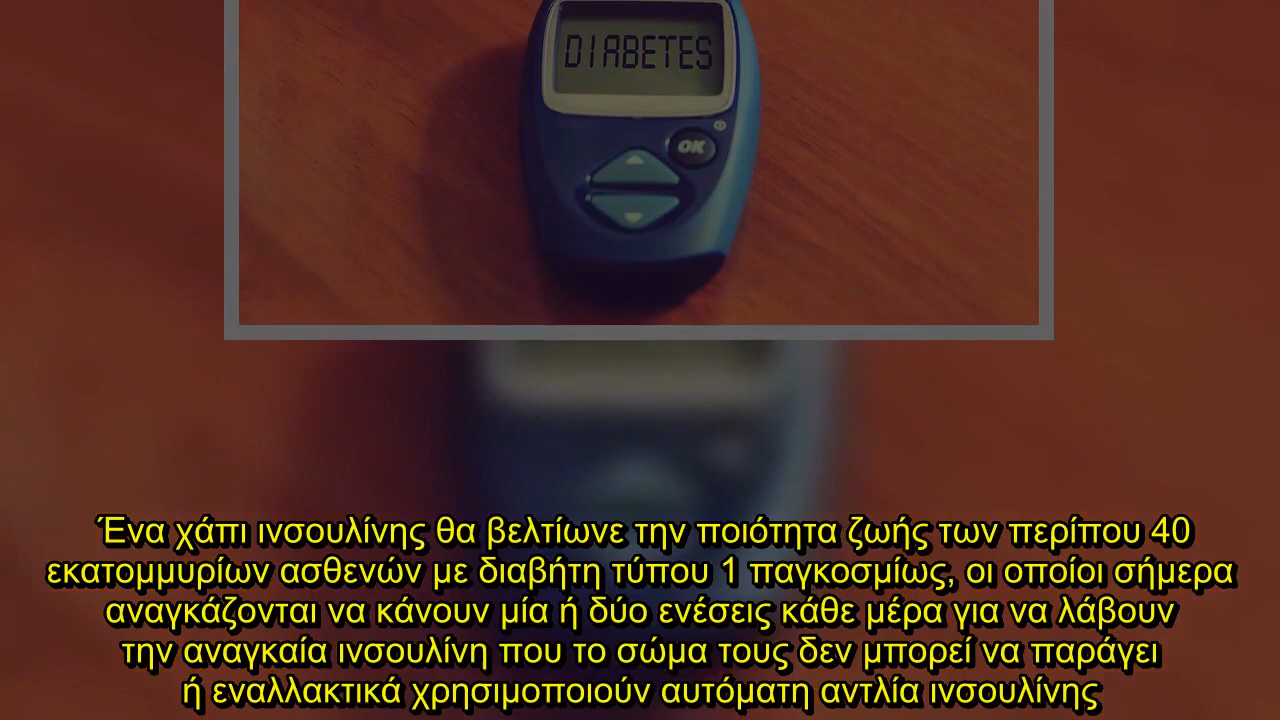 DIABETES
OK
Ένα χάπι ινσουλίνης θα βελτίωνε την ποιότητα ζωής των περίπου 40
εκατομμυρίων ασθενών με διαβήτη τύπου 1 παγκοσμίως, οι οποίοι σήμερα
αναγκάζονται να κάνουν μία ή δύο ενέσεις κάθε μέρα για να λάβουν
την αναγκαία ινσουλίνη που το σώμα τους δεν μπορεί να παράγει
ή εναλλακτικά χρησιμοποιούν αυτόματη αντλία ινσουλίνης